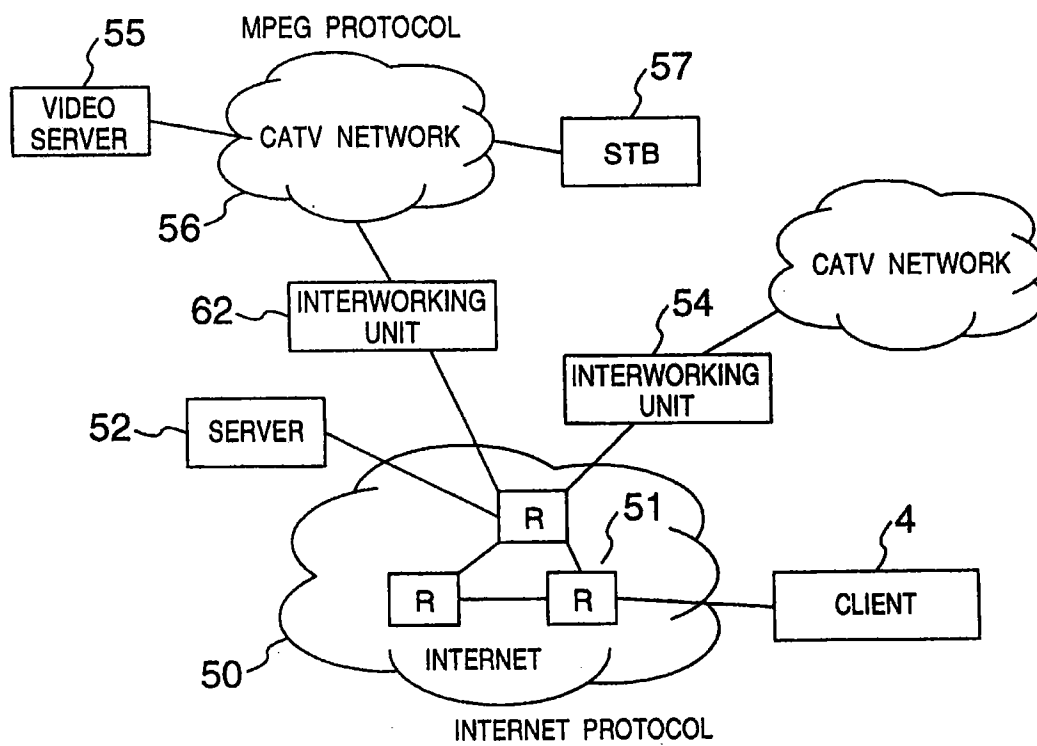 MPEG PROTOCOL
55
57
VIDEO
SERVER
CATV NETWORK
STB
56
CATV NETWORK
62
INTERWORKING
UNIT
54
INTERWORKING
UNIT
52
SERVER
R
51
4
R
R
CLIENT
50
INTERNET
INTERNET PROTOCOL